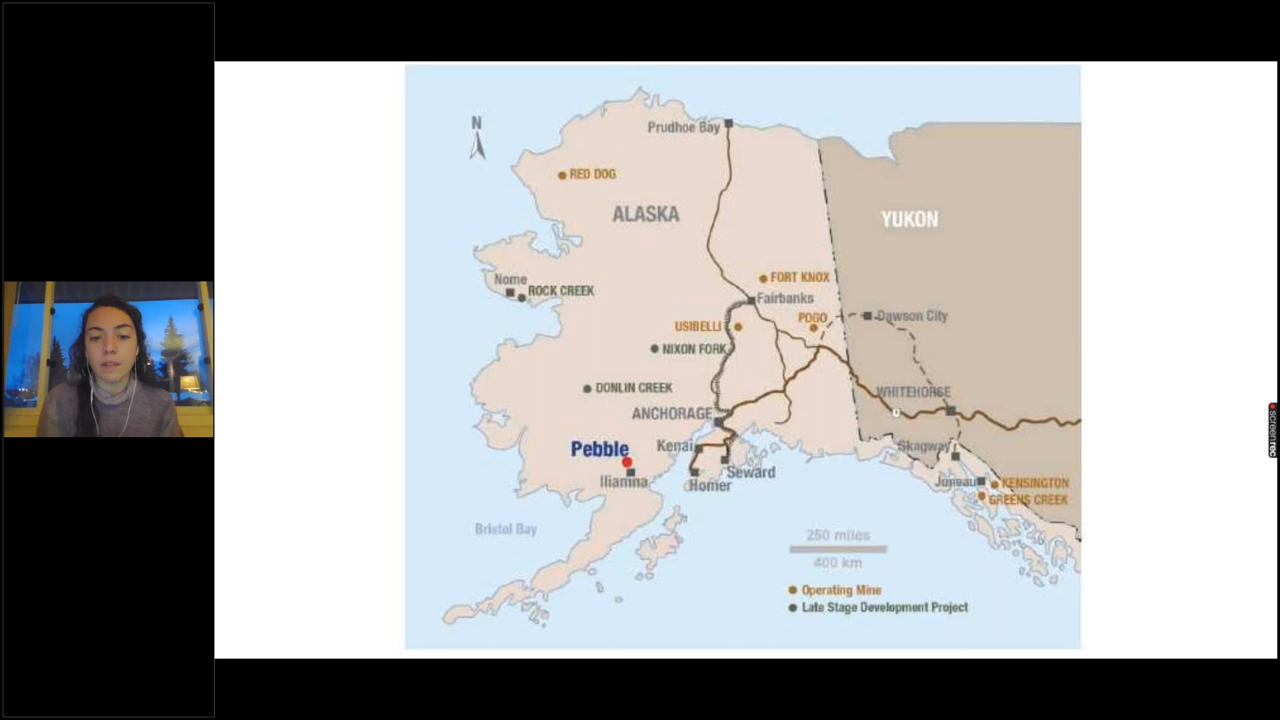 N
Prudhoe Bay
RED DOG
ALASKA
YUKON
FORT KNOX
Nome
ROCK CREEK
Fairbanks
USIBELLI
POGO
Dawson City
NIXON FORK
DONLIN CREEK
WHITEHORSE
ANCHORAGE
Pebble
Kenai
Skagway
Iliamna
Homer
Seward
Juneau
KENSINGTON
GREENS CREEK
Bristol Bay
250 miles
400 km
Operating Mine
Late Stage Development Project
screenrec